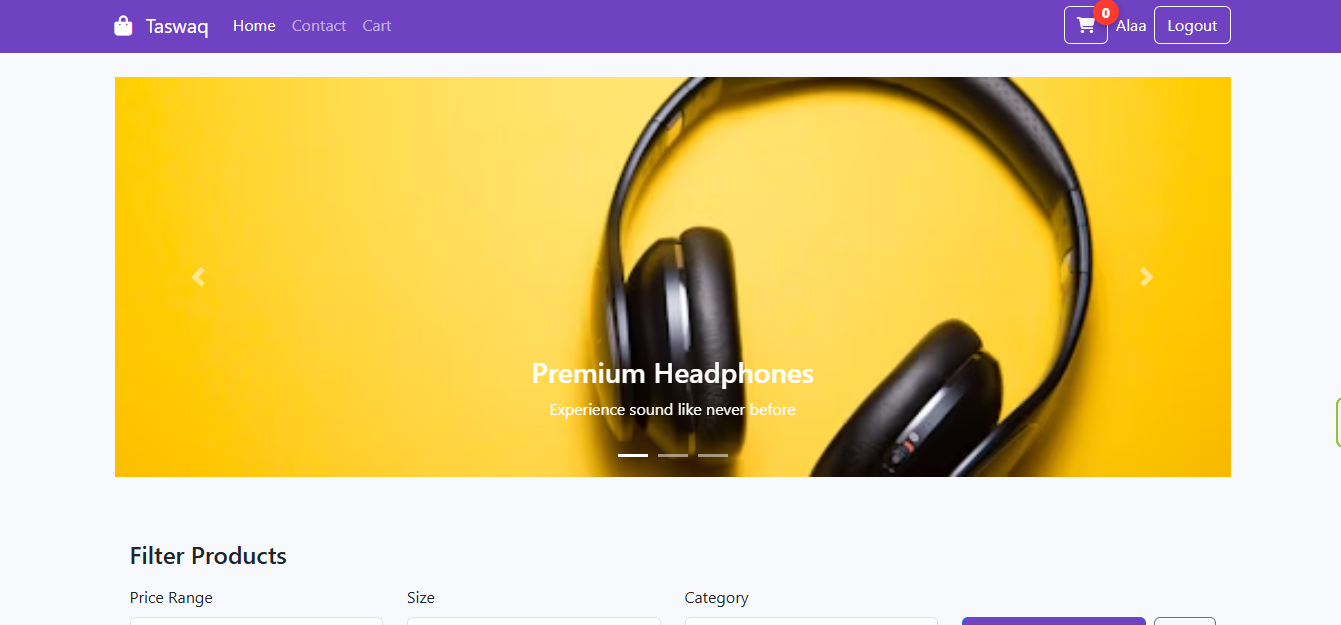 Taswaq Home Contact Cart 0 Alaa Logout
Premium Headphones
Experience sound like never before
Filter Products
Price Range Size Category